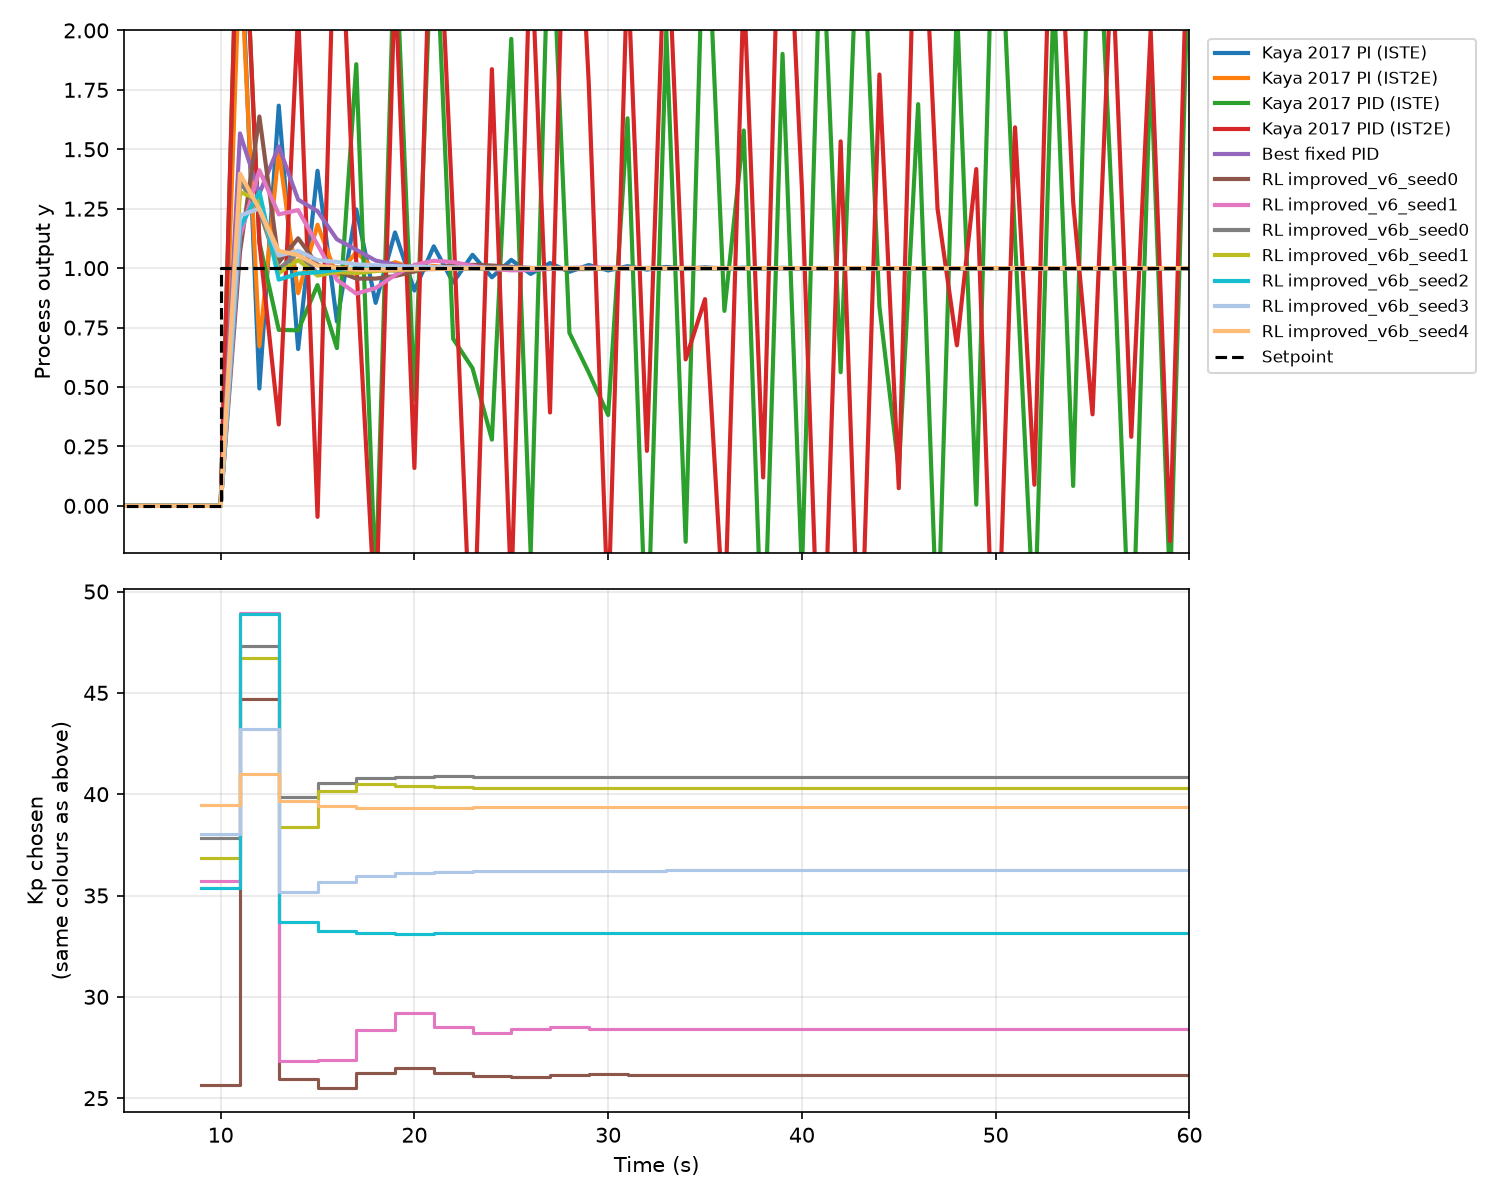 2.00
1.75
1.50
1.25
1.00
0.75
0.50
0.25
0.00
Process output y
Kaya 2017 PI (ISTE)
Kaya 2017 PI (IST2E)
Kaya 2017 PID (ISTE)
Kaya 2017 PID (IST2E)
Best fixed PID
RL improved_v6_seed0
RL improved_v6_seed1
RL improved_v6b_seed0
RL improved_v6b_seed1
RL improved_v6b_seed2
RL improved_v6b_seed3
RL improved_v6b_seed4
Setpoint
50
45
40
35
30
25
Kp chosen
(same colours as above)
10 20 30 40 50 60
Time (s)